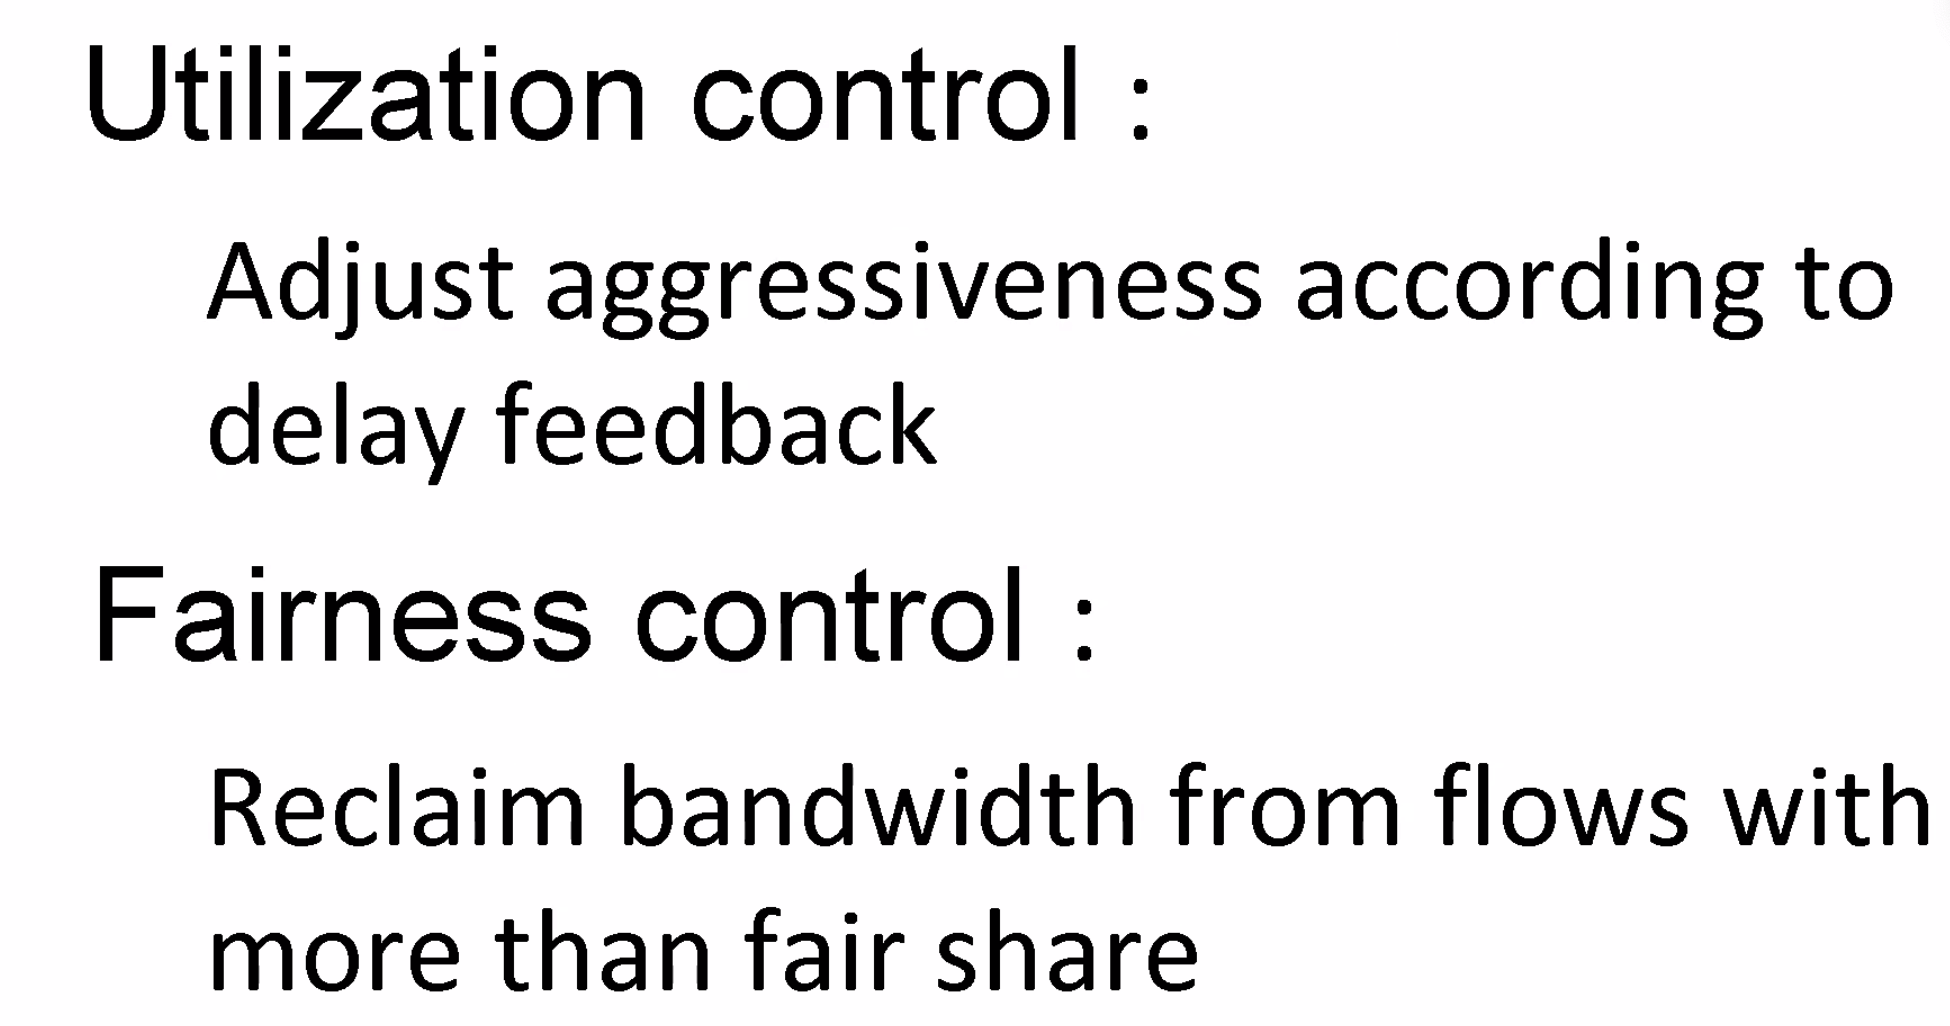 Utilization control :
Adjust aggressiveness according to
delay feedback
Fairness control :
Reclaim bandwidth from flows with
more than fair share